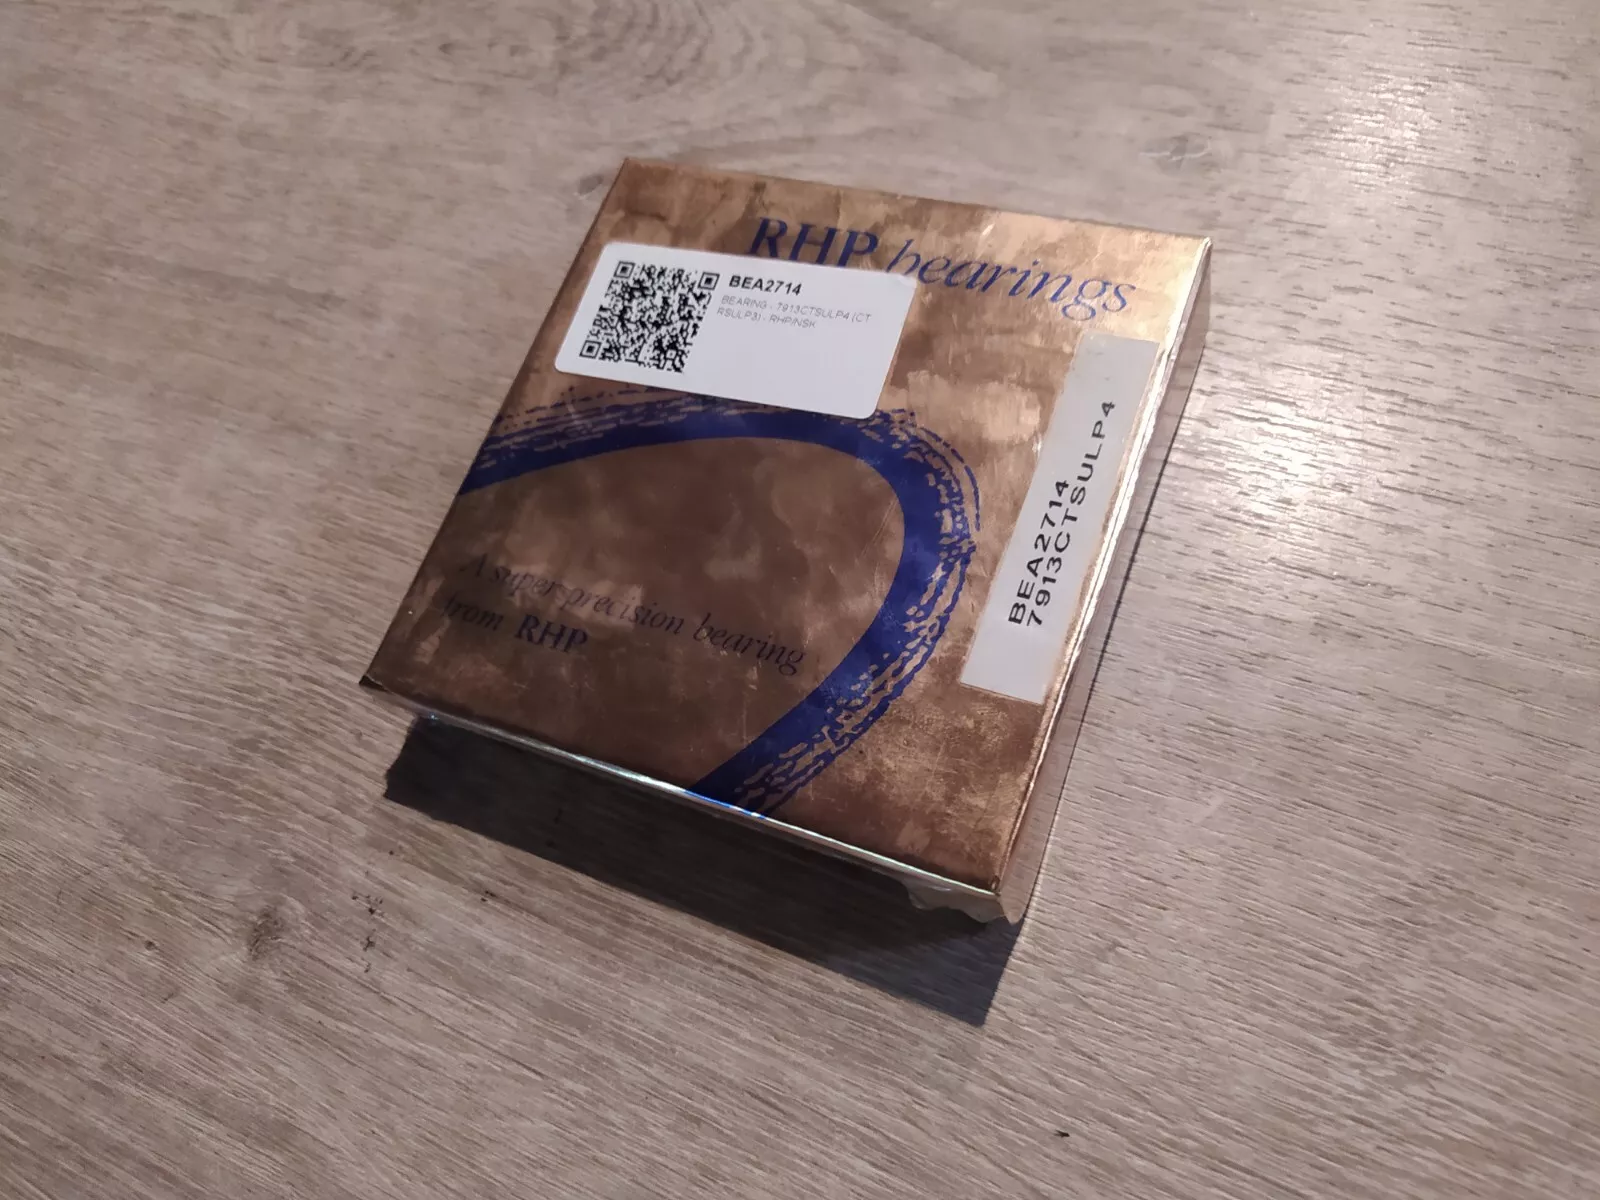 RHP bearings
BEA2714
BEARING - 7913CTSULP4 (CT
RSULP3) - RHP/NSK
BEA2714
7913CTSULP4
A super precision bearing
from RHP